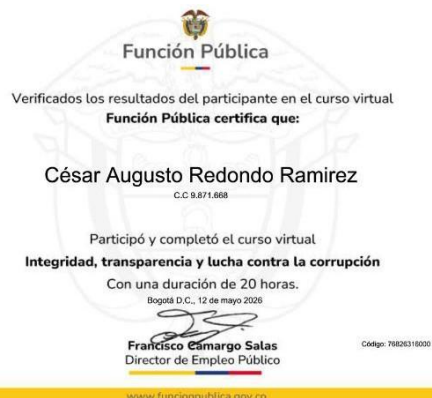 Función Pública
Verificados los resultados del participante en el curso virtual
Función Pública certifica que:
César Augusto Redondo Ramirez
C.C 9.871.668
Participó y completó el curso virtual
Integridad, transparencia y lucha contra la corrupción
Con una duración de 20 horas.
Bogotá D,C,, 12 de mayo 2026
Francisco Camargo Salas
Código: 76826316000
Director de Empleo Público
www.funcionpublica.gov.co